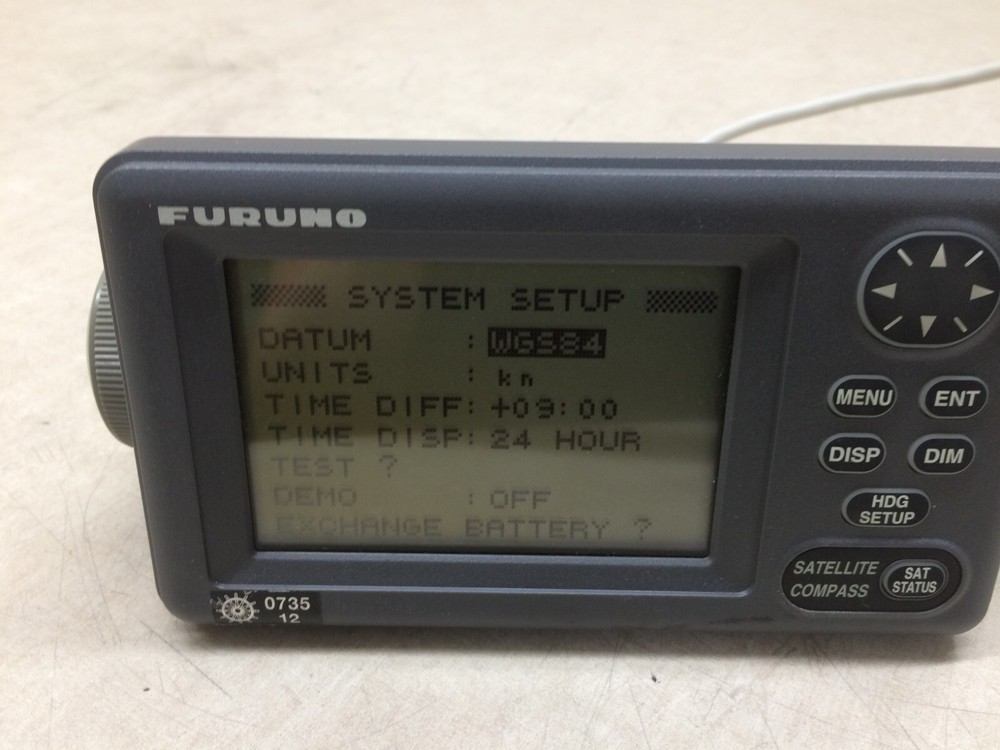 FURUNO
SYSTEM SETUP
DATUM : WGS84
UNITS : kn
TIME DIFF: +09:00
TIME DISP: 24 HOUR
TEST ?
DEMO : OFF
EXCHANGE BATTERY ?
MENU
ENT
DISP
DIM
HDG
SETUP
SATELLITE
COMPASS
SAT
STATUS
0735
12